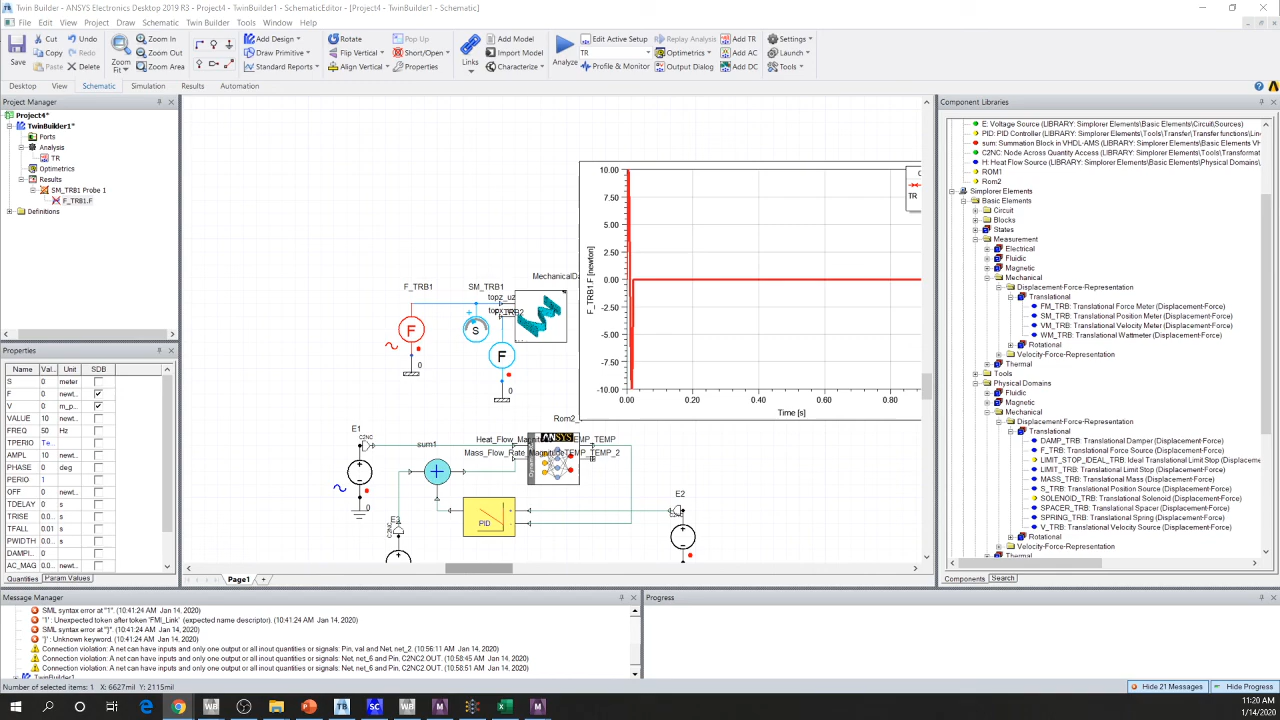 Twin Builder - ANSYS Electronics Desktop 2019 R3 - Project4 - TwinBuilder1 - SchematicEditor - [Project4 - TwinBuilder1 - Schematic]
File Edit View Project Draw Schematic Twin Builder Tools Window Help
Save
Cut
Copy
Paste
Undo
Redo
Delete
Zoom Fit
Zoom In
Zoom Out
Zoom Area
Add Design
Draw Primitive
Standard Reports
Rotate
Flip Vertical
Align Vertical
Pop Up
Short/Open
Properties
Links
Add Model
Import Model
Characterize
Analyze
Edit Active Setup
TR
Profile & Monitor
Replay Analysis
Optimetrics
Output Dialog
Add TR
Add AC
Add DC
Settings
Launch
Tools
Desktop View Schematic Simulation Results Automation
Project Manager
Project4*
TwinBuilder1*
Ports
Analysis
TR
Optimetrics
Results
SM_TRB1 Probe 1
F_TRB1.F
Definitions
Properties
Name Val... Unit SDB
S 0 meter
F 0 newt...
V 0 m_p...
VALUE 10 newt...
FREQ 50 Hz
TPERIO Te...
AMPL 10 newt...
PHASE 0 deg
PERIO 1
OFF 0 newt...
TDELAY 0 s
TRISE 0.0... s
TFALL 0.01 s
PWIDTH 0.0... s
DAMPI... 0
AC_MAG 0.0... newt...
Quantities Param Values
F_TRB1
SM_TRB1
MechanicalDa
topz_uz
F
S
F
0
0
10.00
7.50
5.00
2.50
0.00
-2.50
-5.00
-7.50
-10.00
F_TRB1.F [newton]
0.00 0.20 0.40 0.60 0.80
Time [s]
C
TR
E1
C2NC
sum1
Rom2_
ANSYS
PID
E2
0
C2NC
Page1
Component Libraries
E: Voltage Source (LIBRARY: Simplorer Elements\Basic Elements\Circuit\Sources)
PID: PID Controller (LIBRARY: Simplorer Elements\Tools\Transfer\Transfer functions\Line
sum: Summation Block in VHDL-AMS (LIBRARY: Simplorer Elements\Basic Elements VH
C2NC: Node Across Quantity Access (LIBRARY: Simplorer Elements\Tools\Transformat
H: Heat Flow Source (LIBRARY: Simplorer Elements\Basic Elements\Physical Domains\
ROM1
Rom2
Simplorer Elements
Basic Elements
Circuit
Blocks
States
Measurement
Electrical
Fluidic
Magnetic
Mechanical
Displacement-Force-Representation
Translational
FM_TRB: Translational Force Meter (Displacement-Force)
SM_TRB: Translational Position Meter (Displacement-Force)
VM_TRB: Translational Velocity Meter (Displacement-Force)
WM_TRB: Translational Wattmeter (Displacement-Force)
Rotational
Velocity-Force-Representation
Thermal
Tools
Physical Domains
Fluidic
Magnetic
Mechanical
Displacement-Force-Representation
Translational
DAMP_TRB: Translational Damper (Displacement-Force)
F_TRB: Translational Force Source (Displacement-Force)
LIMIT_STOP_IDEAL_TRB: Ideal Translational Limit Stop (Displaceme
LIMIT_TRB: Translational Limit Stop (Displacement-Force)
MASS_TRB: Translational Mass (Displacement-Force)
S_TRB: Translational Position Source (Displacement-Force)
SOLENOID_TRB: Translational Solenoid (Displacement-Force)
SPACER_TRB: Translational Spacer (Displacement-Force)
SPRING_TRB: Translational Spring (Displacement-Force)
V_TRB: Translational Velocity Source (Displacement-Force)
Rotational
Velocity-Force-Representation
Thermal
Components Search
Message Manager
SML syntax error at "1". (10:41:24 AM Jan 14, 2020)
'1' : Unexpected token after token 'FMI_Link' (expected name descriptor). (10:41:24 AM Jan 14, 2020)
SML syntax error at "}". (10:41:24 AM Jan 14, 2020)
'}' : Unknown keyword. (10:41:24 AM Jan 14, 2020)
Connection violation: A net can have inputs and only one output or all inout quantities or signals: Pin, val and Net, net_2. (10:56:11 AM Jan 14, 2020)
Connection violation: A net can have inputs and only one output or all inout quantities or signals: Net, net_6 and Pin, C2NC2.OUT. (10:58:45 AM Jan 14, 2020)
Connection violation: A net can have inputs and only one output or all inout quantities or signals: Net, net_6 and Pin, C2NC2.OUT. (10:58:51 AM Jan 14, 2020)
TwinBuilder1
Progress
Number of selected items: 1 X: 6627mil Y: 2115mil
Hide 21 Messages
Hide Progress
11:20 AM
1/14/2020